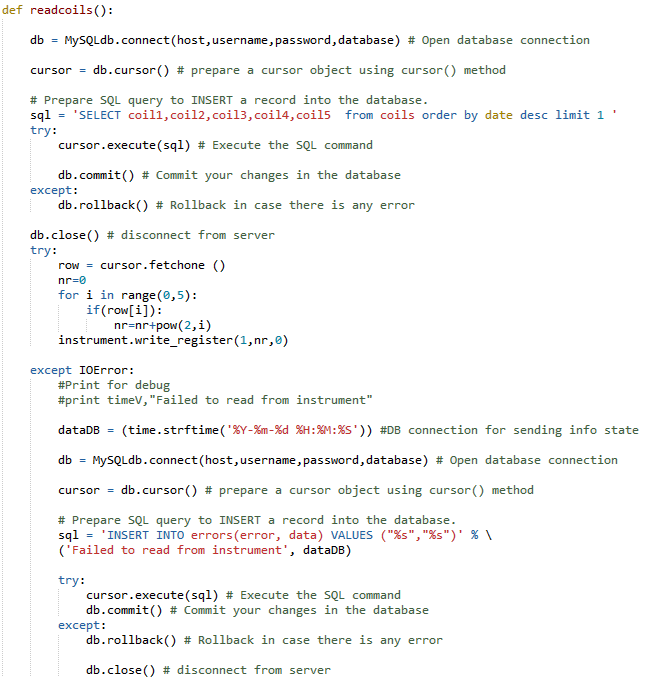 def readcoils():
db = MySQLdb.connect(host,username,password,database) # Open database connection
cursor = db.cursor() # prepare a cursor object using cursor() method
# Prepare SQL query to INSERT a record into the database.
sql = 'SELECT coil1,coil2,coil3,coil4,coil5  from coils order by date desc limit 1 '
try:
    cursor.execute(sql) # Execute the SQL command
    db.commit() # Commit your changes in the database
except:
    db.rollback() # Rollback in case there is any error
db.close() # disconnect from server
try:
    row = cursor.fetchone ()
    nr=0
    for i in range(0,5):
        if(row[i]):
            nr=nr+pow(2,i)
    instrument.write_register(1,nr,0)
except IOError:
    #Print for debug
    #print timeV,"Failed to read from instrument"
    dataDB = (time.strftime('%Y-%m-%d %H:%M:%S')) #DB connection for sending info state
    db = MySQLdb.connect(host,username,password,database) # Open database connection
    cursor = db.cursor() # prepare a cursor object using cursor() method
    # Prepare SQL query to INSERT a record into the database.
    sql = 'INSERT INTO errors(error, data) VALUES ("%s","%s")' % \
    ('Failed to read from instrument', dataDB)
    try:
        cursor.execute(sql) # Execute the SQL command
        db.commit() # Commit your changes in the database
    except:
        db.rollback() # Rollback in case there is any error
        db.close() # disconnect from server